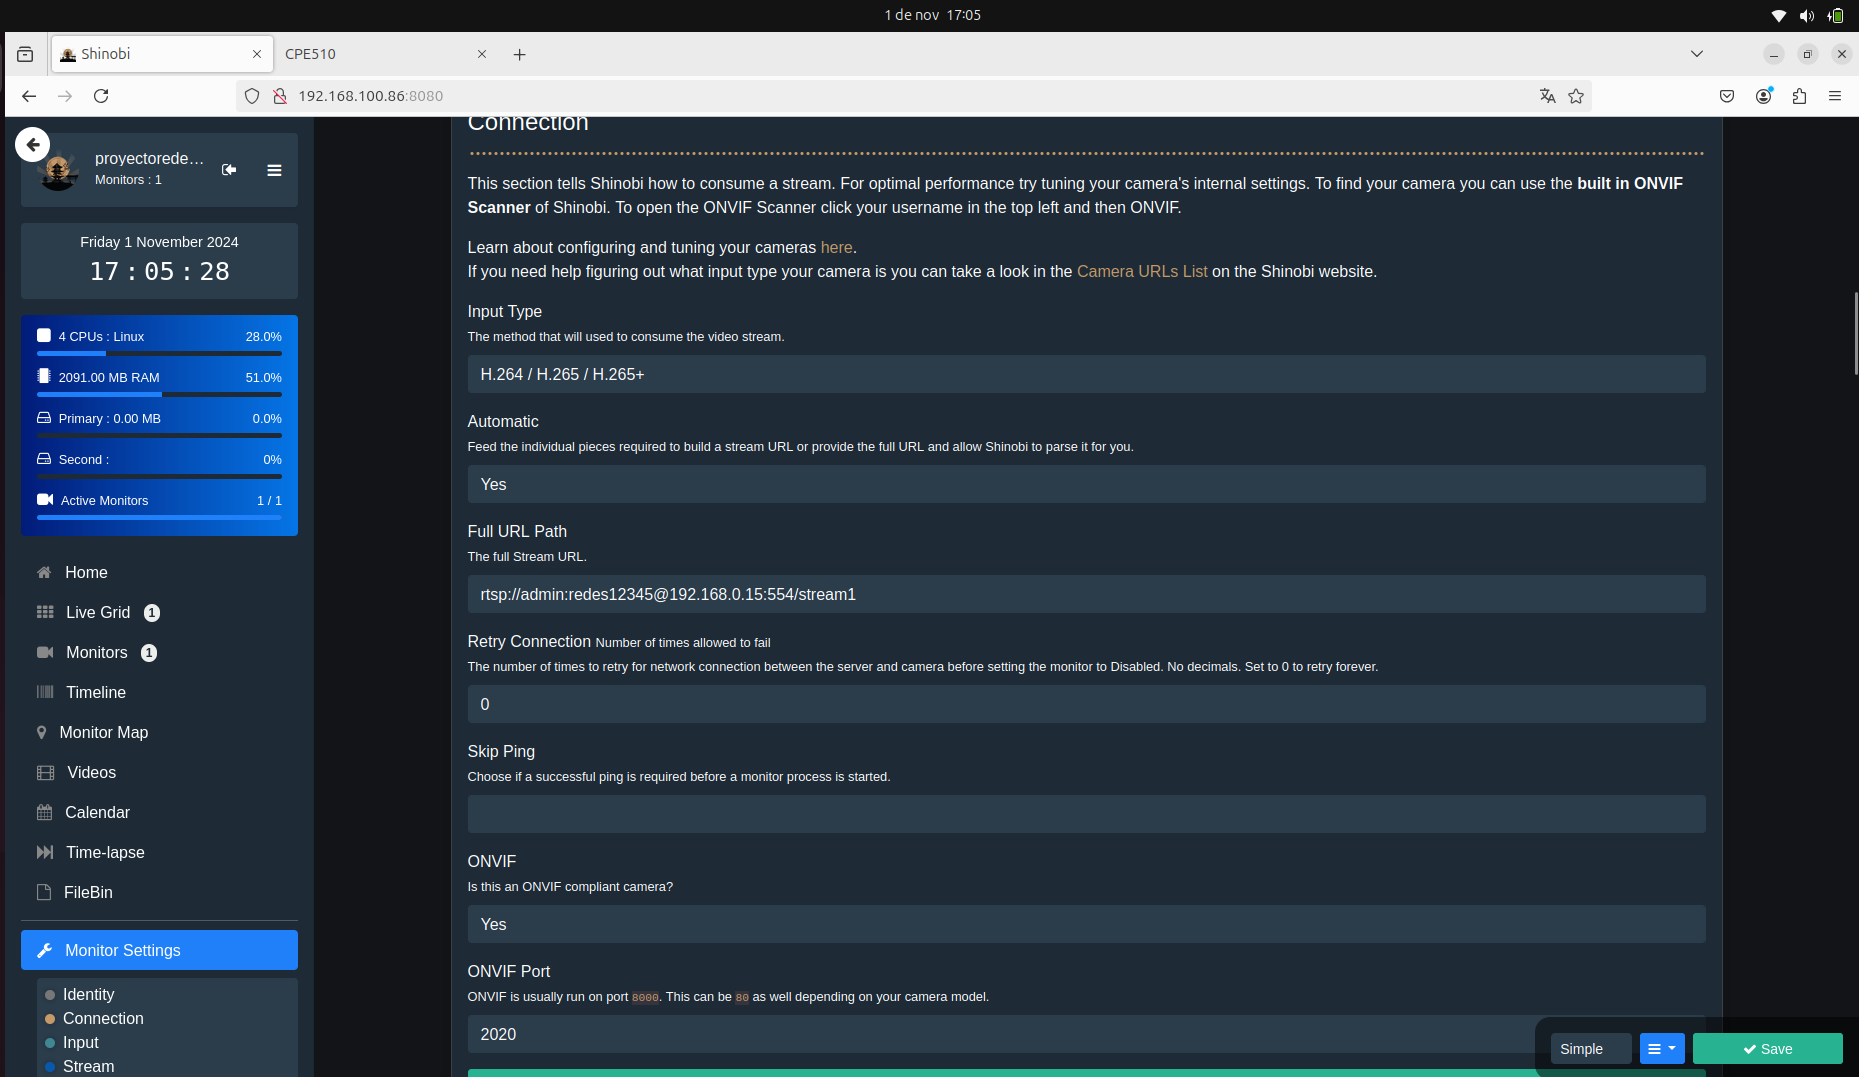 1 de nov 17:05
Shinobi
CPE510
192.168.100.86:8080
proyectorede...
Monitors : 1
Friday 1 November 2024
17 : 05 : 28
4 CPUs : Linux 28.0%
2091.00 MB RAM 51.0%
Primary : 0.00 MB 0.0%
Second : 0%
Active Monitors 1 / 1
Home
Live Grid 1
Monitors 1
Timeline
Monitor Map
Videos
Calendar
Time-lapse
FileBin
Monitor Settings
Identity
Connection
Input
Stream
Connection
This section tells Shinobi how to consume a stream. For optimal performance try tuning your camera's internal settings. To find your camera you can use the built in ONVIF
Scanner of Shinobi. To open the ONVIF Scanner click your username in the top left and then ONVIF.
Learn about configuring and tuning your cameras here.
If you need help figuring out what input type your camera is you can take a look in the Camera URLs List on the Shinobi website.
Input Type
The method that will used to consume the video stream.
H.264 / H.265 / H.265+
Automatic
Feed the individual pieces required to build a stream URL or provide the full URL and allow Shinobi to parse it for you.
Yes
Full URL Path
The full Stream URL.
rtsp://admin:redes12345@192.168.0.15:554/stream1
Retry Connection Number of times allowed to fail
The number of times to retry for network connection between the server and camera before setting the monitor to Disabled. No decimals. Set to 0 to retry forever.
0
Skip Ping
Choose if a successful ping is required before a monitor process is started.
ONVIF
Is this an ONVIF compliant camera?
Yes
ONVIF Port
ONVIF is usually run on port 8000. This can be 80 as well depending on your camera model.
2020
Simple
Save